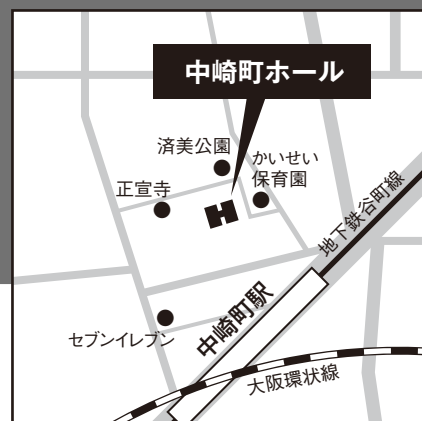 中崎町ホール
済美公園
かいせい
保育園
正宣寺
地下鉄谷町線
中崎町駅
セブンイレブン
大阪環状線